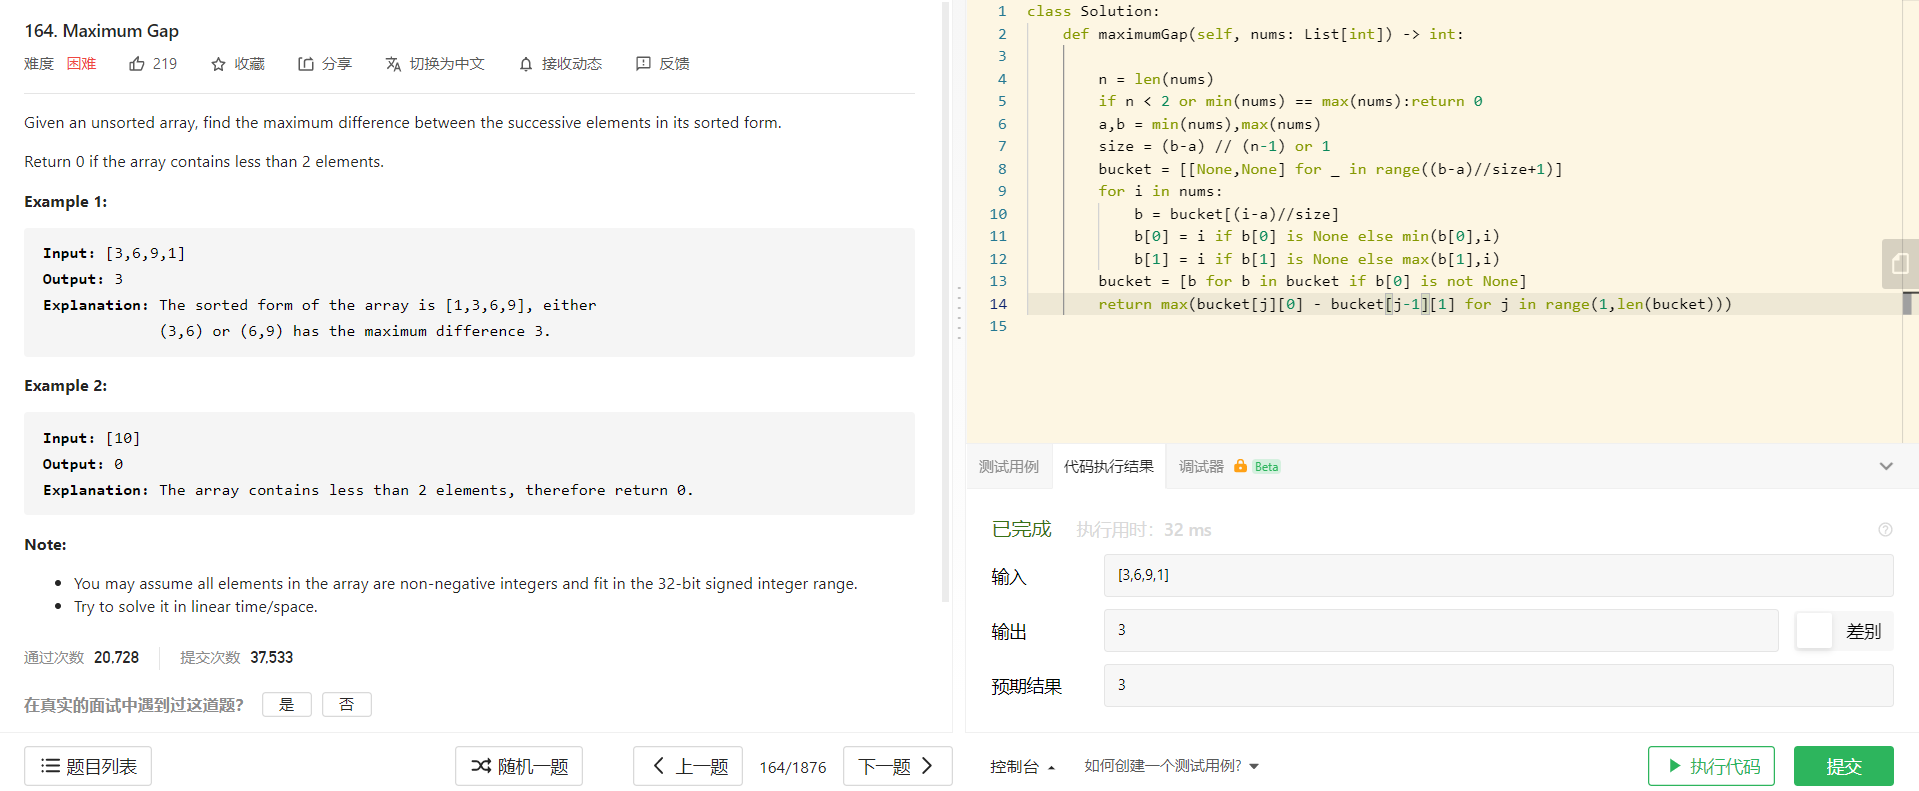 164. Maximum Gap
难度 困难 219 收藏 分享 切换为中文 接收动态 反馈
Given an unsorted array, find the maximum difference between the successive elements in its sorted form.
Return 0 if the array contains less than 2 elements.
Example 1:
Input: [3,6,9,1]
Output: 3
Explanation: The sorted form of the array is [1,3,6,9], either
(3,6) or (6,9) has the maximum difference 3.
Example 2:
Input: [10]
Output: 0
Explanation: The array contains less than 2 elements, therefore return 0.
Note:
• You may assume all elements in the array are non-negative integers and fit in the 32-bit signed integer range.
• Try to solve it in linear time/space.
通过次数 20,728 提交次数 37,533
在真实的面试中遇到过这道题? 是 否
题目列表 随机一题 上一题 164/1876 下一题
1 class Solution:
2 def maximumGap(self, nums: List[int]) -> int:
3
4 n = len(nums)
5 if n < 2 or min(nums) == max(nums):return 0
6 a,b = min(nums),max(nums)
7 size = (b-a) // (n-1) or 1
8 bucket = [[None,None] for _ in range((b-a)//size+1)]
9 for i in nums:
10 b = bucket[(i-a)//size]
11 b[0] = i if b[0] is None else min(b[0],i)
12 b[1] = i if b[1] is None else max(b[1],i)
13 bucket = [b for b in bucket if b[0] is not None]
14 return max(bucket[j][0] - bucket[j-1][1] for j in range(1,len(bucket)))
15
测试用例 代码执行结果 调试器 Beta
已完成 执行用时: 32 ms
输入 [3,6,9,1]
输出 3 差别
预期结果 3
控制台 如何创建一个测试用例? 执行代码 提交